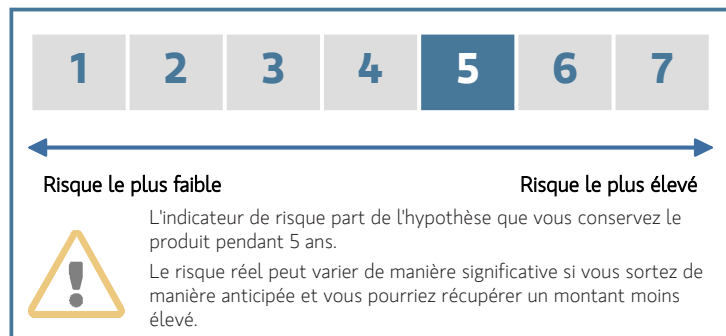 1 2 3 4 5 6 7
Risque le plus faible Risque le plus élevé
L'indicateur de risque part de l'hypothèse que vous conservez le
produit pendant 5 ans.
Le risque réel peut varier de manière significative si vous sortez de
manière anticipée et vous pourriez récupérer un montant moins
élevé.